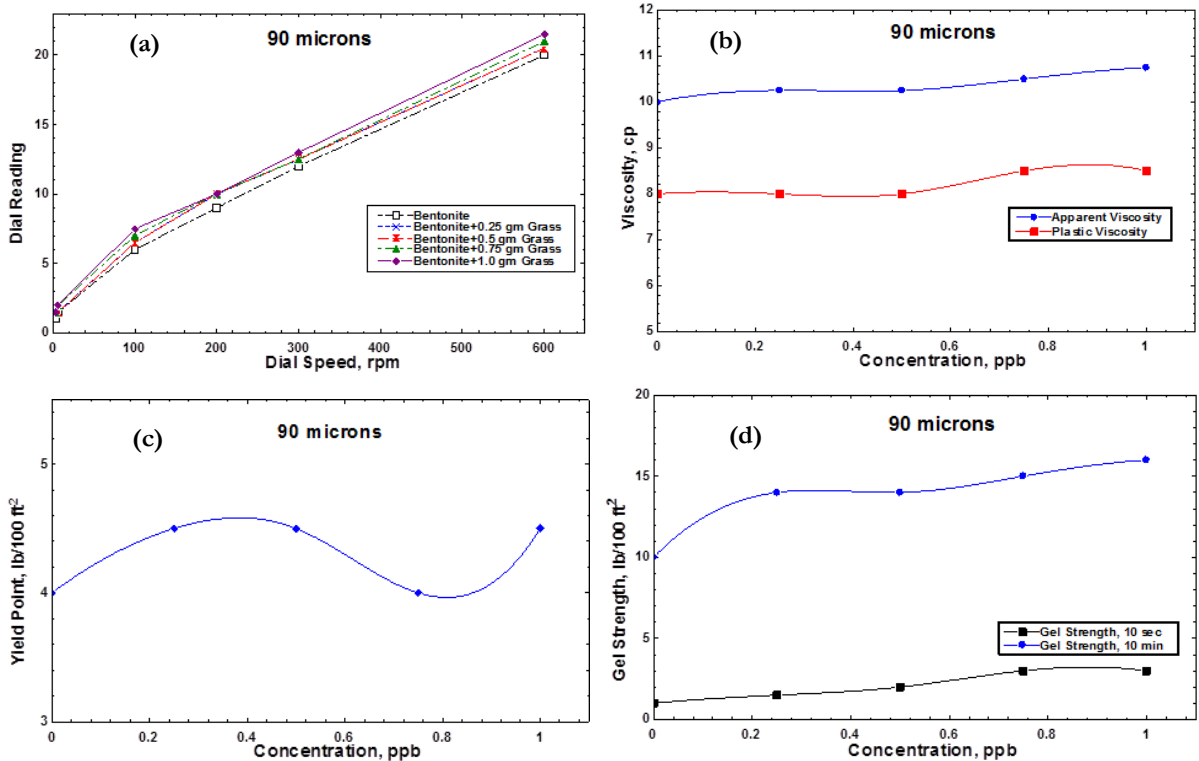 (a)
90 microns
Dial Reading
20
15
10
5
0
0
100
200
300
400
500
600
Dial Speed, rpm
Bentonite
Bentonite+0.25 gm Grass
Bentonite+0.5 gm Grass
Bentonite+0.75 gm Grass
Bentonite+1.0 gm Grass
(b)
90 microns
Viscosity, cp
12
11
10
9
8
7
6
5
0
0.2
0.4
0.6
0.8
1
Concentration, ppb
Apparent Viscosity
Plastic Viscosity
(c)
90 microns
Yield Point, lb/100 ft²
5
4
3
0
0.2
0.4
0.6
0.8
1
Concentration, ppb
(d)
90 microns
Gel Strength, lb/100 ft²
20
15
10
5
0
0
0.2
0.4
0.6
0.8
1
Concentration, ppb
Gel Strength, 10 sec
Gel Strength, 10 min